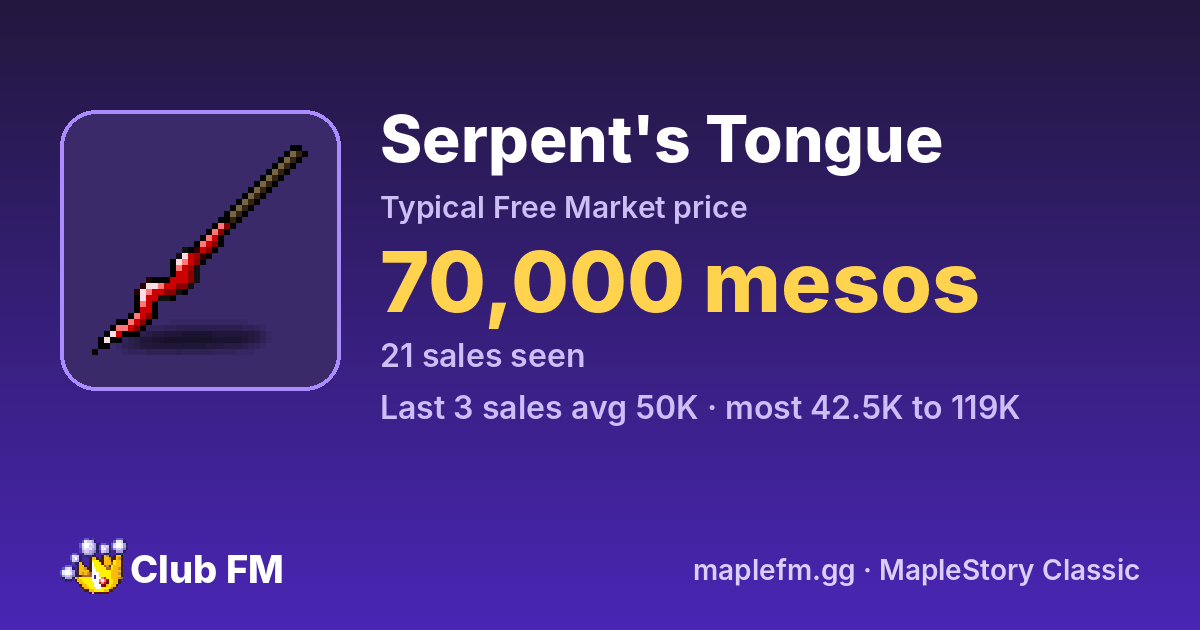 Serpent's Tongue
Typical Free Market price
70,000 mesos
21 sales seen
Last 3 sales avg 50K · most 42.5K to 119K
Club FM
maplefm.gg · MapleStory Classic